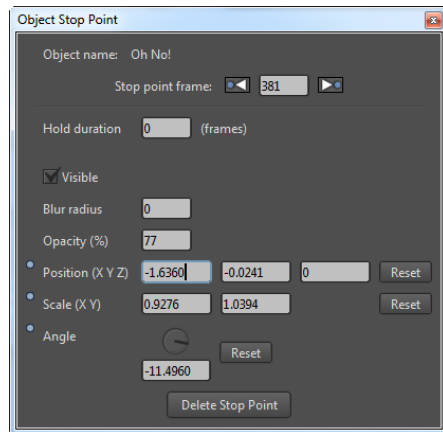 Object Stop Point
Object name: Oh No!
Stop point frame: 381
Hold duration 0 (frames)
Visible
Blur radius 0
Opacity (%) 77
Position (X Y Z) -1.6360 -0.0241 0 Reset
Scale (X Y) 0.9276 1.0394 Reset
Angle
Reset
-11.4960
Delete Stop Point